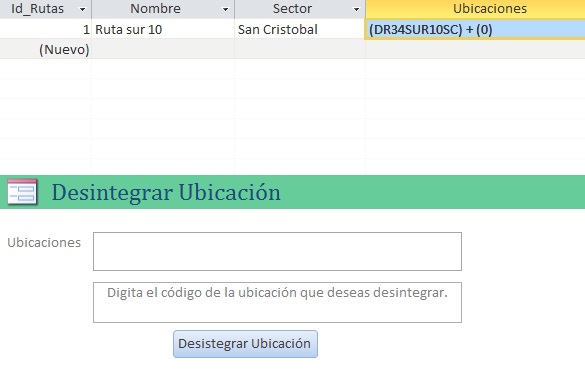 Id_Rutas Nombre Sector Ubicaciones
1 Ruta sur 10 San Cristobal (DR34SUR10SC) + (0)
(Nuevo)
Desintegrar Ubicación
Ubicaciones
Digita el código de la ubicación que deseas desintegrar.
Desistegrar Ubicación